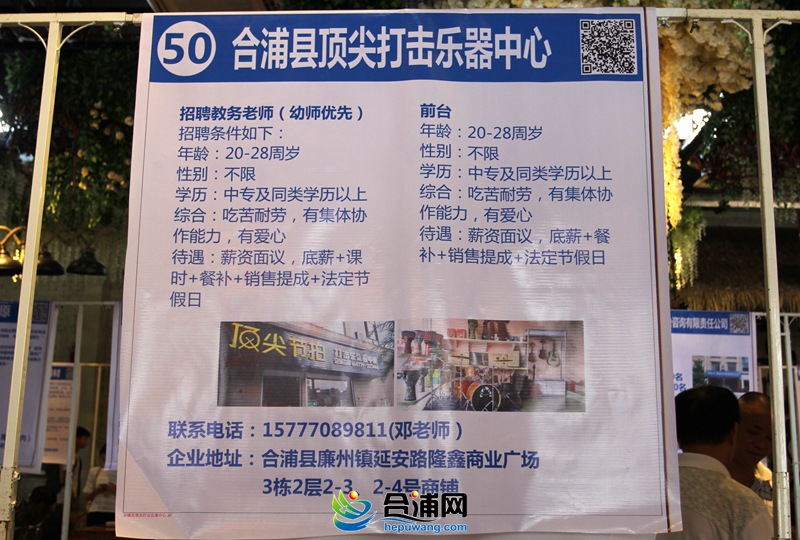 50 合浦县顶尖打击乐器中心
招聘教务老师（幼师优先）
招聘条件如下：
年龄：20-28周岁
性别：不限
学历：中专及同类学历以上
综合：吃苦耐劳，有集体协
作能力，有爱心
待遇：薪资面议，底薪+课
时+餐补+销售提成+法定节
假日
前台
年龄：20-28周岁
性别：不限
学历：中专及同类学历以上
综合：吃苦耐劳，有集体协
作能力，有爱心
待遇：薪资面议，底薪+餐
补+销售提成+法定节假日
顶尖节拍
联系电话：15777089811(邓老师）
企业地址：合浦县廉州镇延安路隆鑫商业广场
3栋2层2-3、2-4号商铺
合浦网
hepuwang.com
咨询有限责任公司